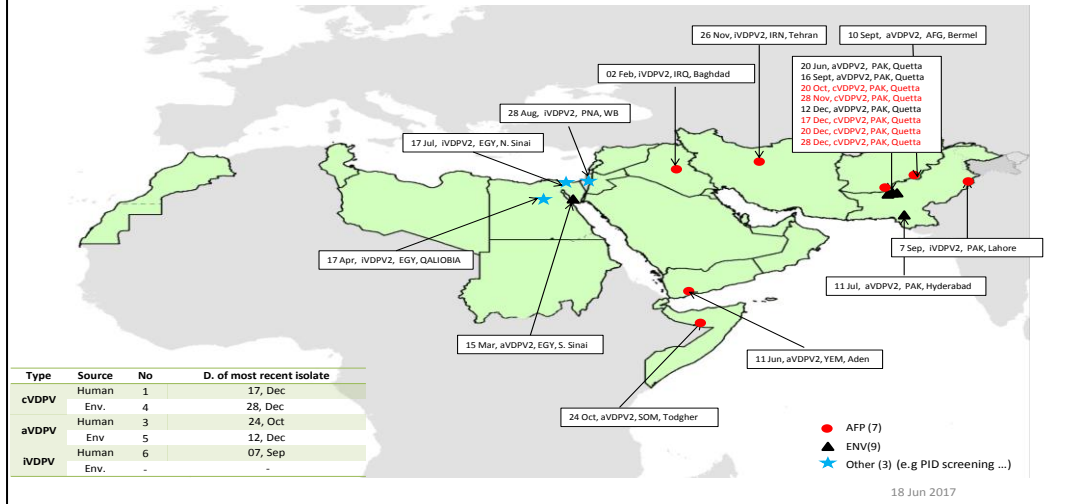 26 Nov, iVDPV2, IRN, Tehran
10 Sept, aVDPV2, AFG, Bermel
02 Feb, iVDPV2, IRQ, Baghdad
20 Jun, aVDPV2, PAK, Quetta
16 Sept, aVDPV2, PAK, Quetta
20 Oct, cVDPV2, PAK, Quetta
28 Nov, cVDPV2, PAK, Quetta
12 Dec, aVDPV2, PAK, Quetta
17 Dec, cVDPV2, PAK, Quetta
20 Dec, cVDPV2, PAK, Quetta
28 Dec, cVDPV2, PAK, Quetta
28 Aug, iVDPV2, PNA, WB
17 Jul, iVDPV2, EGY, N. Sinai
17 Apr, iVDPV2, EGY, QALIOBIA
7 Sep, iVDPV2, PAK, Lahore
11 Jul, aVDPV2, PAK, Hyderabad
15 Mar, aVDPV2, EGY, S. Sinai
11 Jun, aVDPV2, YEM, Aden
24 Oct, aVDPV2, SOM, Todgher
Type Source No D. of most recent isolate
cVDPV Human 1 17, Dec
Env. 4 28, Dec
aVDPV Human 3 24, Oct
Env 5 12, Dec
iVDPV Human 6 07, Sep
Env. - -
AFP (7)
ENV(9)
Other (3) (e.g PID screening ...)
18 Jun 2017